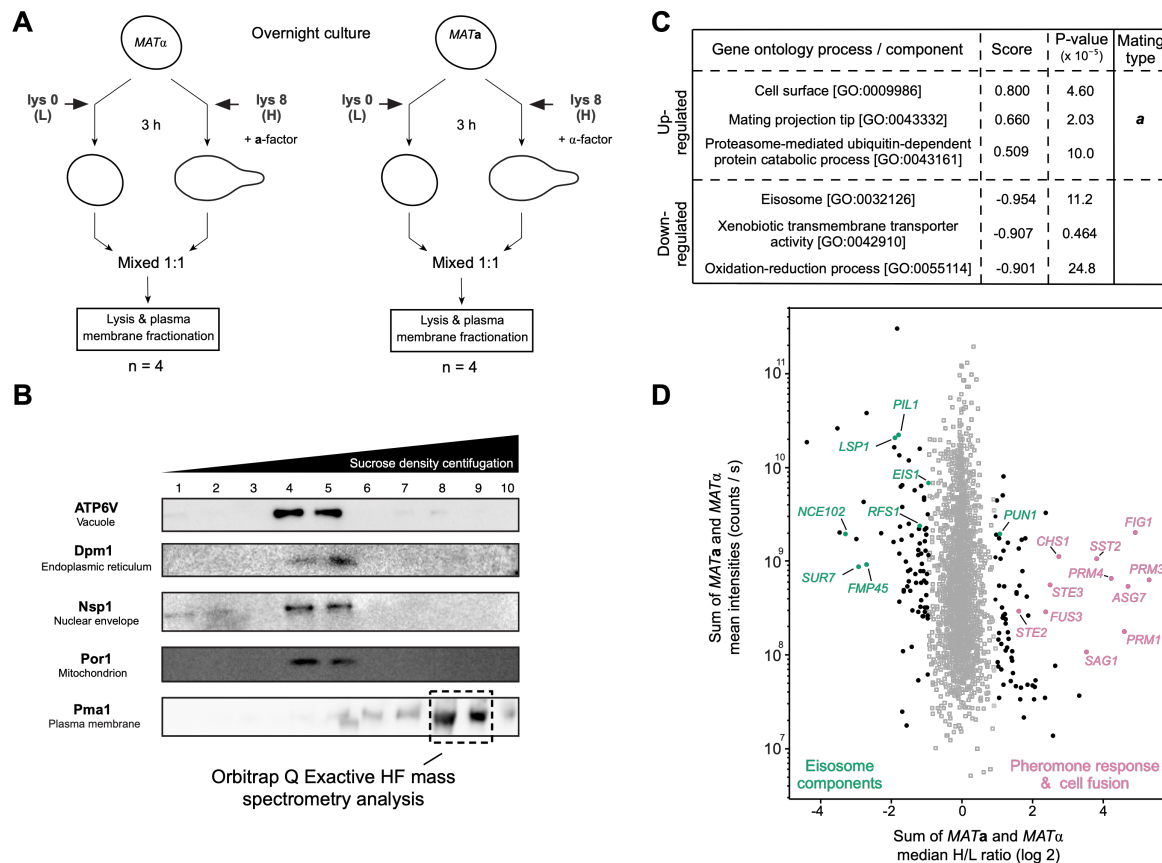 A
MATα
Overnight culture
MATa
lys 0
(L)
lys 8
(H)
3 h
+ a-factor
lys 0
(L)
lys 8
(H)
3 h
+ α-factor
Mixed 1:1
Mixed 1:1
Lysis & plasma
membrane fractionation
Lysis & plasma
membrane fractionation
n = 4
n = 4
B
Sucrose density centifugation
1 2 3 4 5 6 7 8 9 10
ATP6V
Vacuole
Dpm1
Endoplasmic reticulum
Nsp1
Nuclear envelope
Por1
Mitochondrion
Pma1
Plasma membrane
Orbitrap Q Exactive HF mass
spectrometry analysis
C
Gene ontology process / component Score P-value (x 10⁻⁵) Mating type
Up-
regulated
Cell surface [GO:0009986] 0.800 4.60
Mating projection tip [GO:0043332] 0.660 2.03 a
Proteasome-mediated ubiquitin-dependent
protein catabolic process [GO:0043161] 0.509 10.0
Down-
regulated
Eisosome [GO:0032126] -0.954 11.2
Xenobiotic transmembrane transporter
activity [GO:0042910] -0.907 0.464
Oxidation-reduction process [GO:0055114] -0.901 24.8
D
Sum of MATa and MATα
mean intensities (counts / s)
10¹¹
10¹⁰
10⁹
10⁸
10⁷
PIL1
LSP1
EIS1
NCE102
RFS1
PUN1
SUR7
FMP45
FIG1
CHS1
SST2
PRM4
PRM3
STE3
ASG7
FUS3
STE2
PRM1
SAG1
Eisosome
components
Pheromone response
& cell fusion
-4 -2 0 2 4
Sum of MATa and MATα
median H/L ratio (log 2)